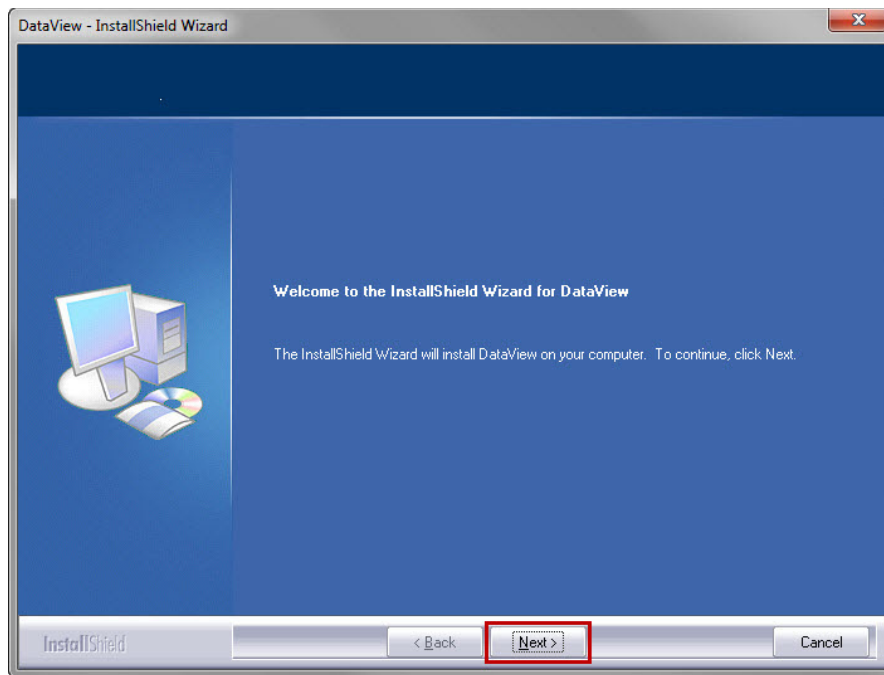 DataView - InstallShield Wizard
Welcome to the InstallShield Wizard for DataView
The InstallShield Wizard will install DataView on your computer. To continue, click Next.
InstallShield
< Back
Next >
Cancel